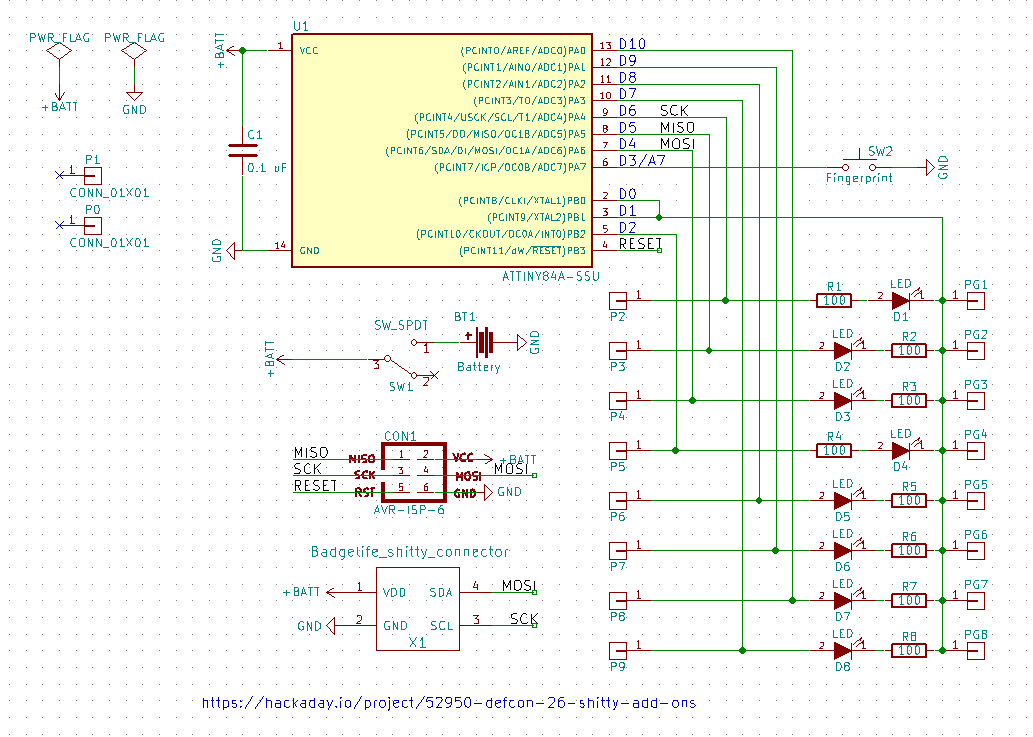 U1
PWR_FLAG PWR_FLAG
+BATT GND
+BATT
1 VCC
14 GND
GND
C1
0.1 uF
(PCINT0/AREF/ADC0)PA0 13 D10
(PCINT1/AIN0/ADC1)PA1 12 D9
(PCINT2/AIN1/ADC2)PA2 11 D8
(PCINT3/T0/ADC3)PA3 10 D7
(PCINT4/USCK/SCL/T1/ADC4)PA4 9 D6 SCK
(PCINT5/DO/MISO/OC1B/ADC5)PA5 8 D5 MISO
(PCINT6/SDA/DI/MOSI/OC1A/ADC6)PA6 7 D4 MOSI
(PCINT7/ICP/OC0B/ADC7)PA7 6 D3/A7
(PCINT8/CLKI/XTAL1)PB0 2 D0
(PCINT9/XTAL2)PB1 3 D1
(PCINT10/CKOUT/OC0A/INT0)PB2 5 D2
(PCINT11/dW/RESET)PB3 4 RESET
ATTINY84A-SSU
SW2
Fingerprint
GND
P1
1
CONN_01X01
P0
1
CONN_01X01
P2 1 R1 100 2 LED 1 D1 1 PG1
P3 1 2 LED 1 D2 R2 100 1 PG2
P4 1 2 LED 1 D3 R3 100 1 PG3
P5 1 R4 100 2 LED 1 D4 1 PG4
P6 1 2 LED 1 D5 R5 100 1 PG5
P7 1 2 LED 1 D6 R6 100 1 PG6
P8 1 2 LED 1 D7 R7 100 1 PG7
P9 1 2 LED 1 D8 R8 100 1 PG8
SW_SPDT
+BATT 3 1 2
SW1
BT1
+
Battery
GND
CON1
MISO MISO 1 2 VCC +BATT
SCK SCK 3 4 MOSI MOSI
RESET RST 5 6 GND GND
AVR-ISP-6
Badgelife_shitty_connector
+BATT 1 VDD SDA 4 MOSI
GND 2 GND SCL 3 SCK
X1
https://hackaday.io/project/52950-defcon-26-shitty-add-ons